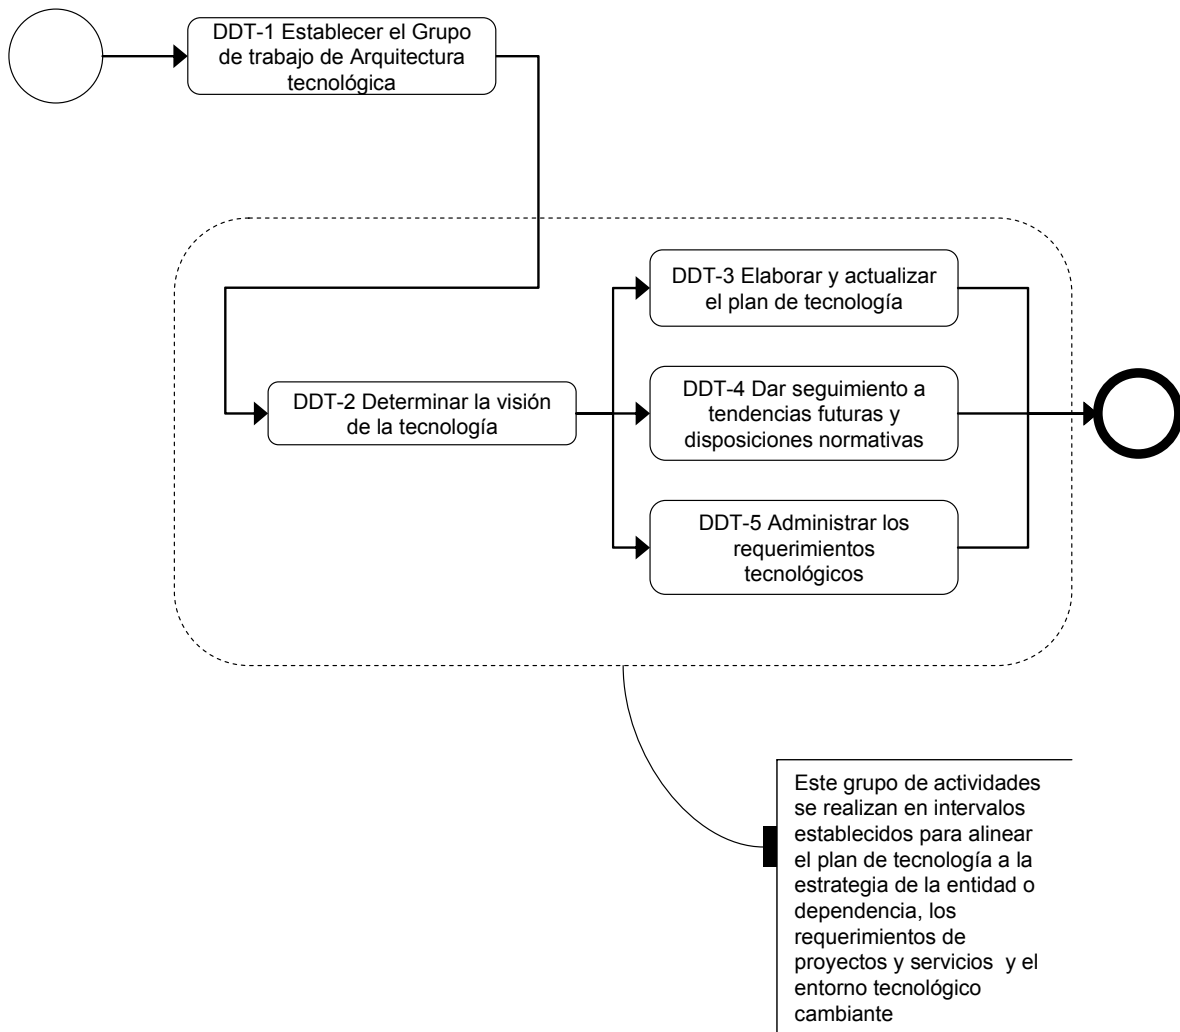 DDT-1 Establecer el Grupo
de trabajo de Arquitectura
tecnológica
DDT-3 Elaborar y actualizar
el plan de tecnología
DDT-2 Determinar la visión
de la tecnología
DDT-4 Dar seguimiento a
tendencias futuras y
disposiciones normativas
DDT-5 Administrar los
requerimientos
tecnológicos
Este grupo de actividades
se realizan en intervalos
establecidos para alinear
el plan de tecnología a la
estrategia de la entidad o
dependencia, los
requerimientos de
proyectos y servicios  y el
entorno tecnológico
cambiante